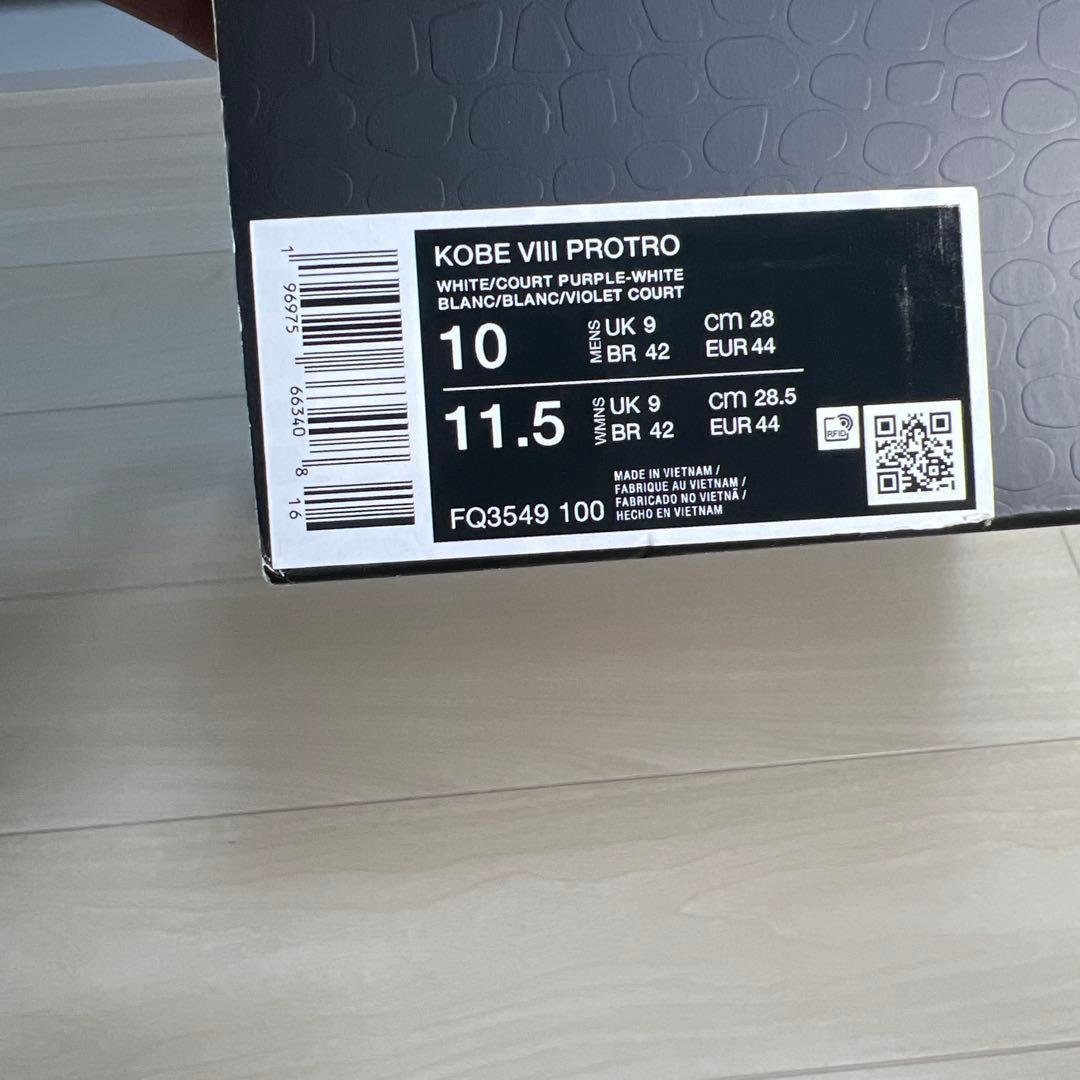 KOBE VIII PROTRO
WHITE/COURT PURPLE-WHITE
BLANC/BLANC/VIOLET COURT
10 MENS UK 9 cm 28
BR 42 EUR 44
11.5 WMNS UK 9 cm 28.5
BR 42 EUR 44
RFID
MADE IN VIETNAM /
FABRIQUE AU VIETNAM /
FABRICADO NO VIETNÃ /
HECHO EN VIETNAM
FQ3549 100
1 96975 66340 8 16